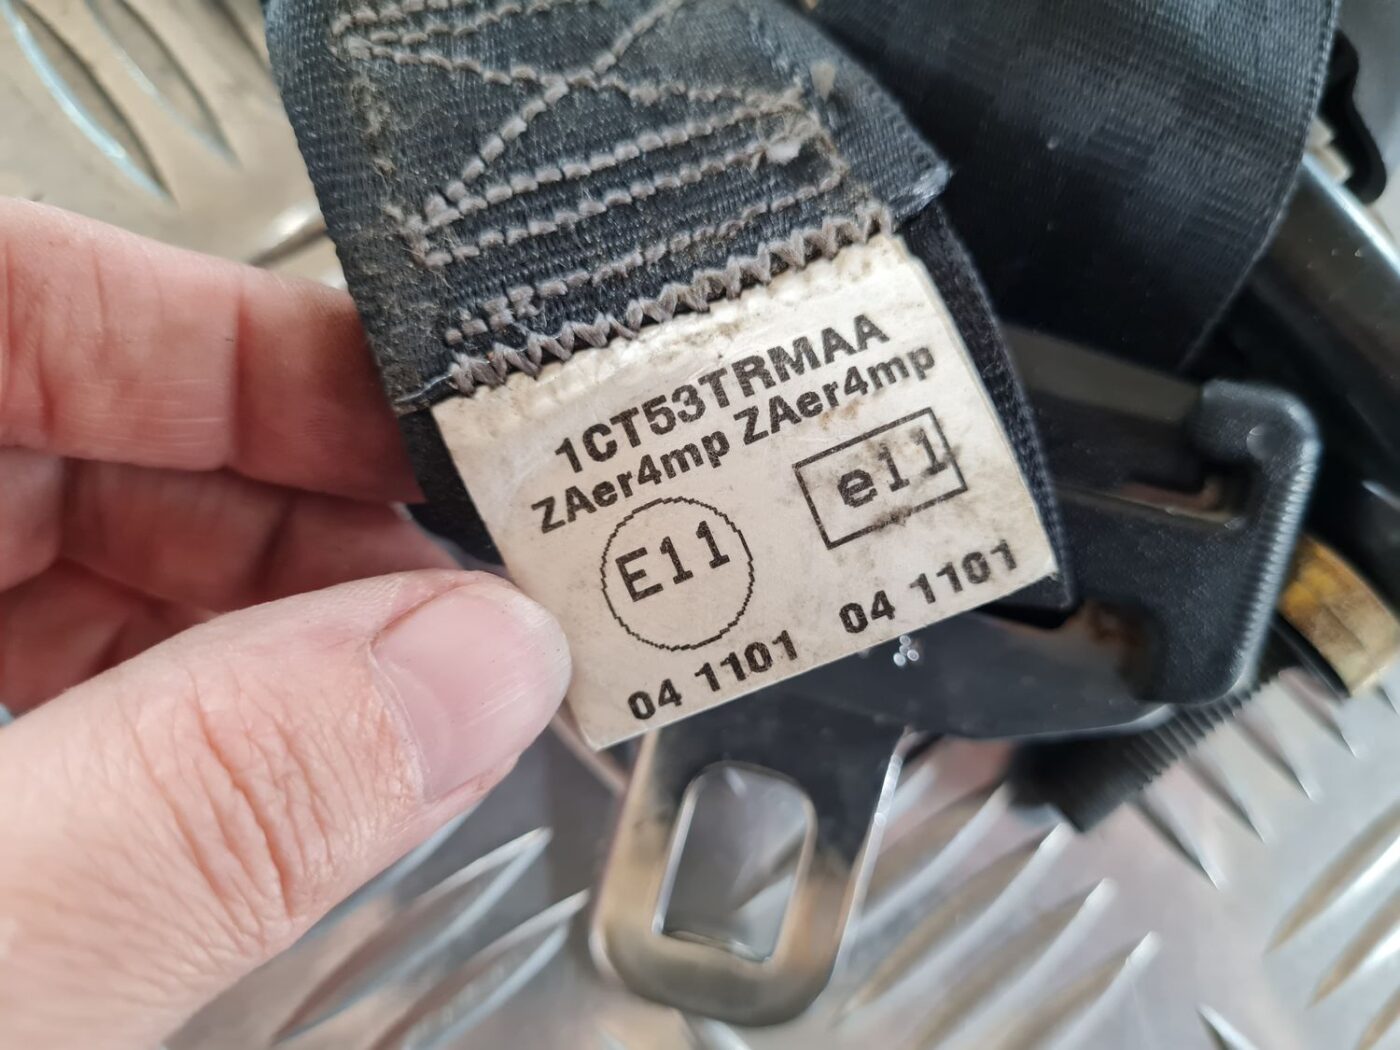 1CT53TRMAA
ZAer4mp ZAer4mp
E11 e11
04 1101 04 1101